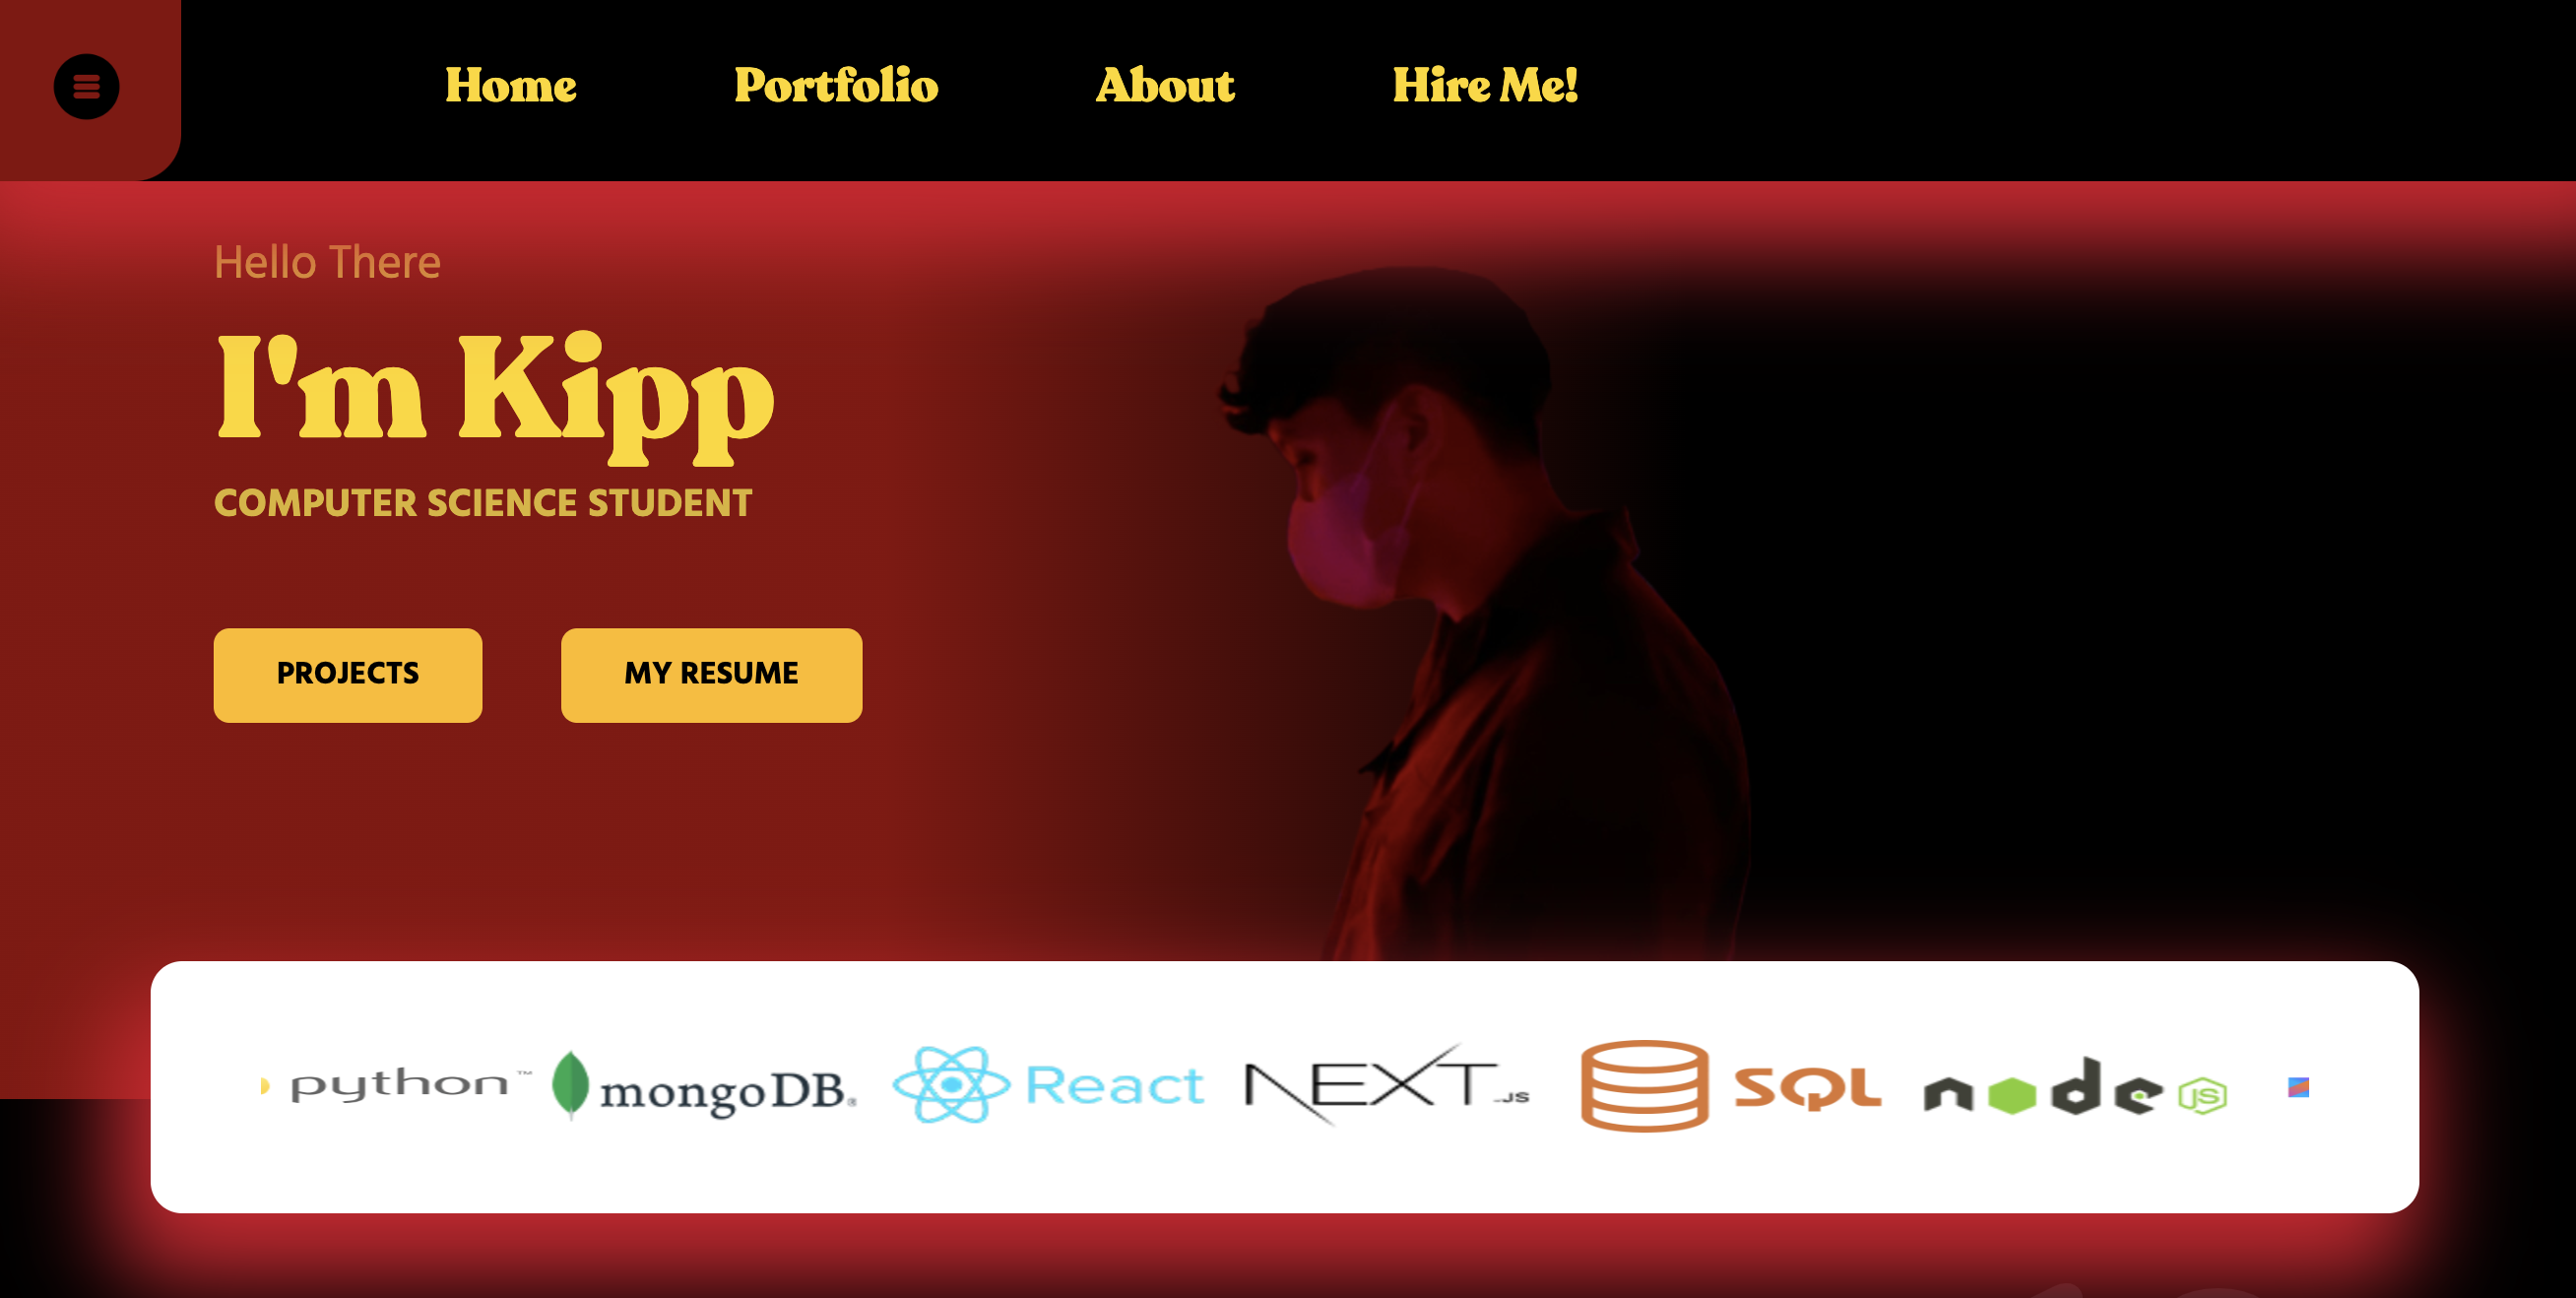 Home Portfolio About Hire Me!
Hello There
I'm Kipp
COMPUTER SCIENCE STUDENT
PROJECTS MY RESUME
python™ mongoDB® React NEXT.JS SQL node JS